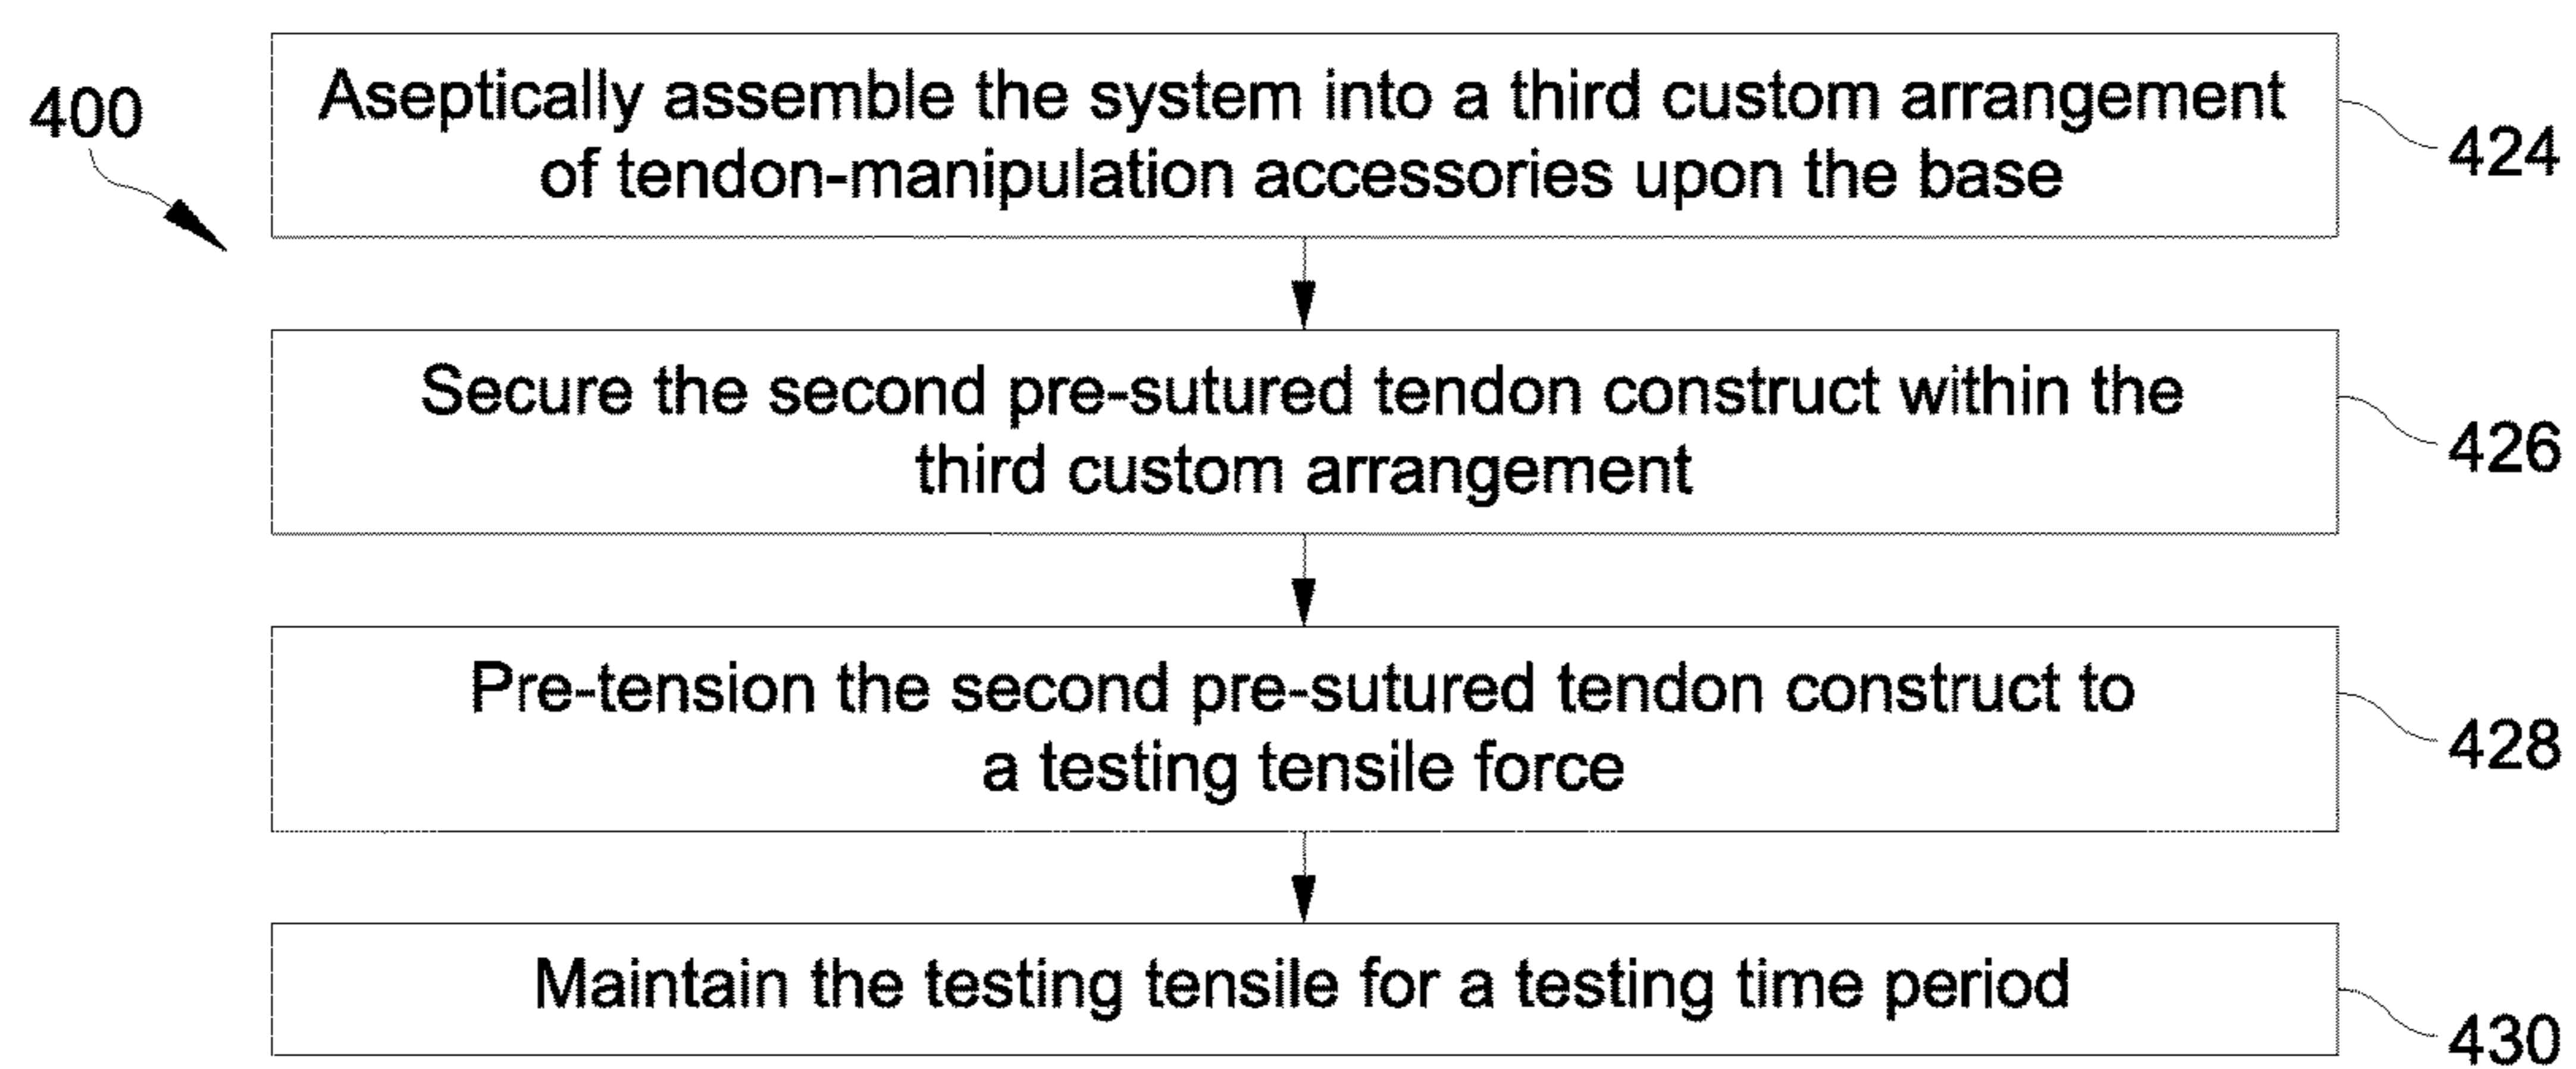 400
Aseptically assemble the system into a third custom arrangement
of tendon-manipulation accessories upon the base
424
Secure the second pre-sutured tendon construct within the
third custom arrangement
426
Pre-tension the second pre-sutured tendon construct to
a testing tensile force
428
Maintain the testing tensile for a testing time period
430